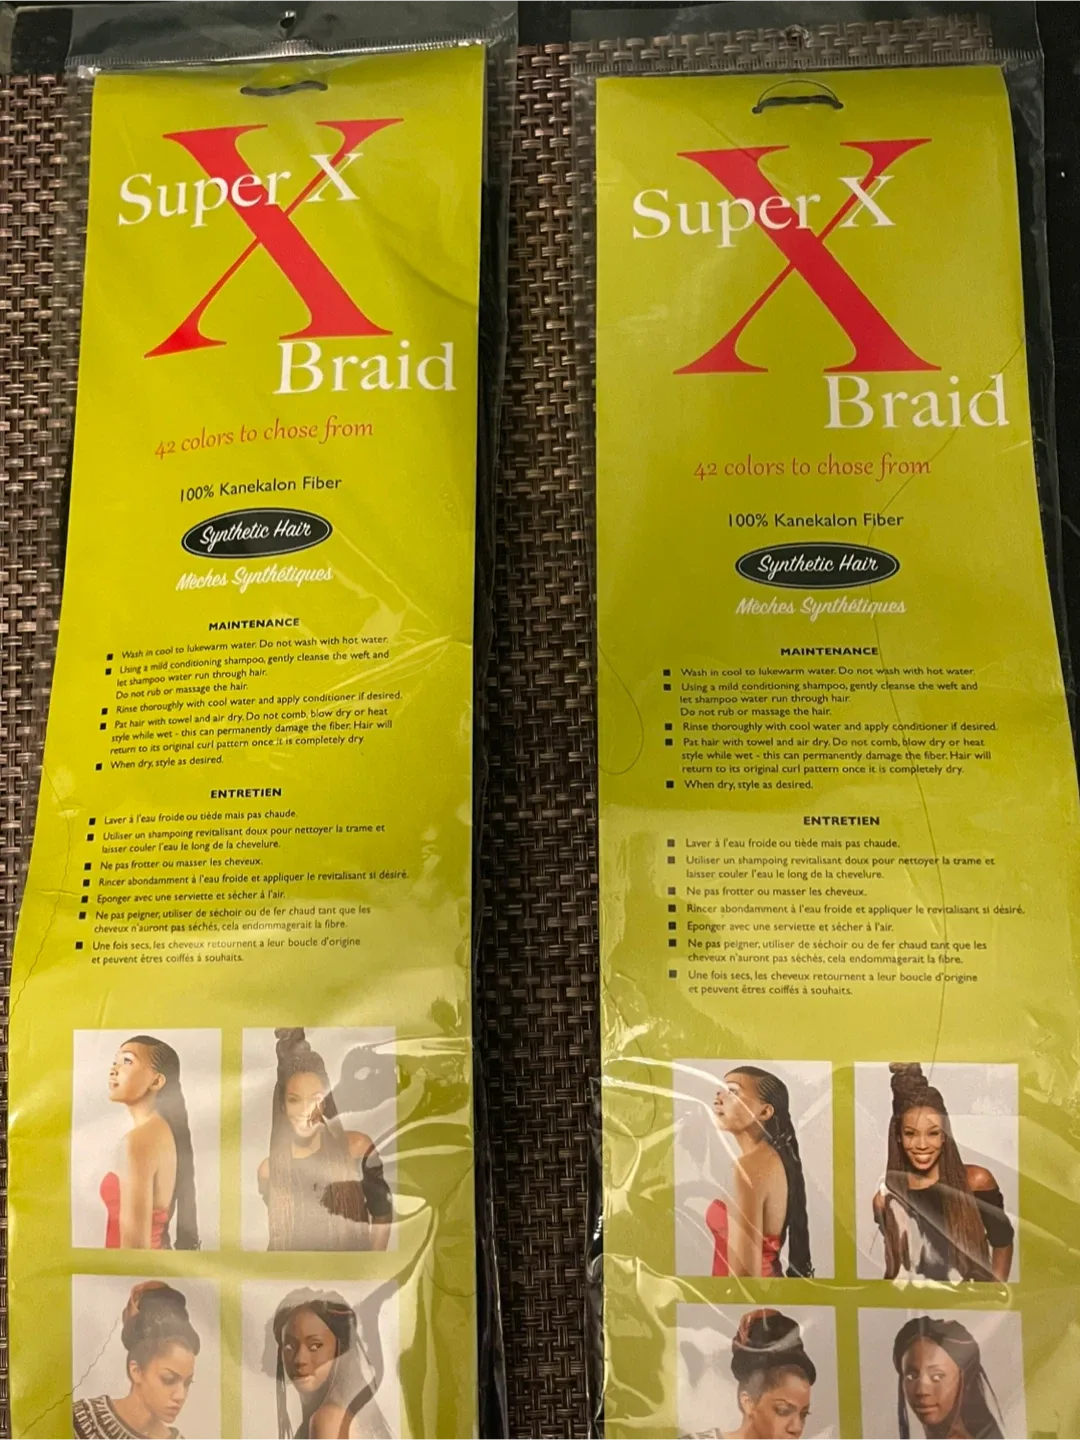 Super X
X
Braid
42 colors to chose from
100% Kanekalon Fiber
Synthetic Hair
Mèches Synthétiques
MAINTENANCE
Wash in cool to lukewarm water. Do not wash with hot water.
Using a mild conditioning shampoo, gently cleanse the weft and
let shampoo water run through hair.
Do not rub or massage the hair.
Rinse thoroughly with cool water and apply conditioner if desired.
Pat hair with towel and air dry. Do not comb, blow dry or heat
style while wet - this can permanently damage the fiber. Hair will
return to its original curl pattern once it is completely dry
When dry, style as desired.
ENTRETIEN
Laver à l'eau froide ou tiède mais pas chaude.
Utiliser un shampoing revitalisant doux pour nettoyer la trame et
laisser couler l'eau le long de la chevelure.
Ne pas frotter ou masser les cheveux.
Rincer abondamment à l'eau froide et appliquer le revitalisant si désiré.
Eponger avec une serviette et sécher à l'air.
Ne pas peigner, utiliser de séchoir ou de fer chaud tant que les
cheveux n'auront pas séchés, cela endommagerait la fibre.
Une fois secs, les cheveux retournent a leur boucle d'origine
et peuvent êtres coiffés à souhaits.
Super X
X
Braid
42 colors to chose from
100% Kanekalon Fiber
Synthetic Hair
Mèches Synthétiques
MAINTENANCE
Wash in cool to lukewarm water. Do not wash with hot water.
Using a mild conditioning shampoo, gently cleanse the weft and
let shampoo water run through hair.
Do not rub or massage the hair.
Rinse thoroughly with cool water and apply conditioner if desired.
Pat hair with towel and air dry. Do not comb, blow dry or heat
style while wet - this can permanently damage the fiber. Hair will
return to its original curl pattern once it is completely dry.
When dry, style as desired.
ENTRETIEN
Laver à l'eau froide ou tiède mais pas chaude.
Utiliser un shampoing revitalisant doux pour nettoyer la trame et
laisser couler l'eau le long de la chevelure.
Ne pas frotter ou masser les cheveux.
Rincer abondamment à l'eau froide et appliquer le revitalisant si désiré.
Eponger avec une serviette et sécher à l'air.
Ne pas peigner, utiliser de séchoir ou de fer chaud tant que les
cheveux n'auront pas séchés, cela endommagerait la fibre.
Une fois secs, les cheveux retournent a leur boucle d'origine
et peuvent êtres coiffés à souhaits.